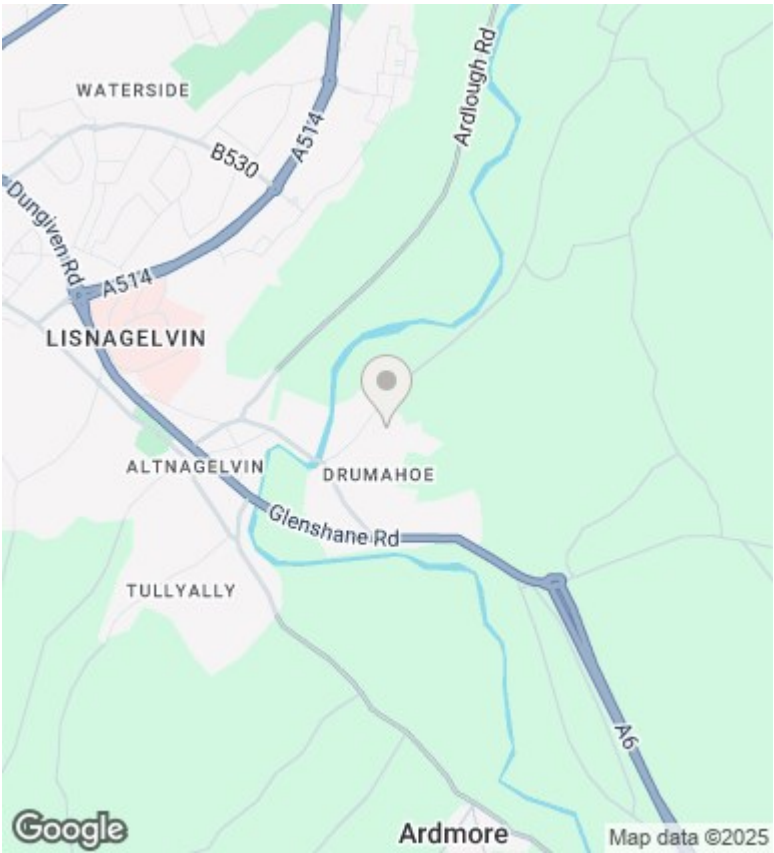 WATERSIDE
Ardlough Rd
A514
B530
Dungiven Rd
A514
LISNAGELVIN
ALTNAGELVIN
DRUMAHOE
Glenshane Rd
TULLYALLY
A6
Ardmore
Google
Map data ©2025